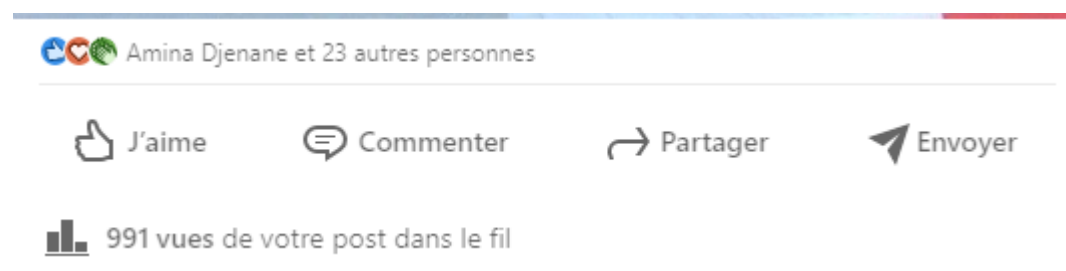 Amina Djenane et 23 autres personnes
J'aime Commenter Partager Envoyer
991 vues de votre post dans le fil